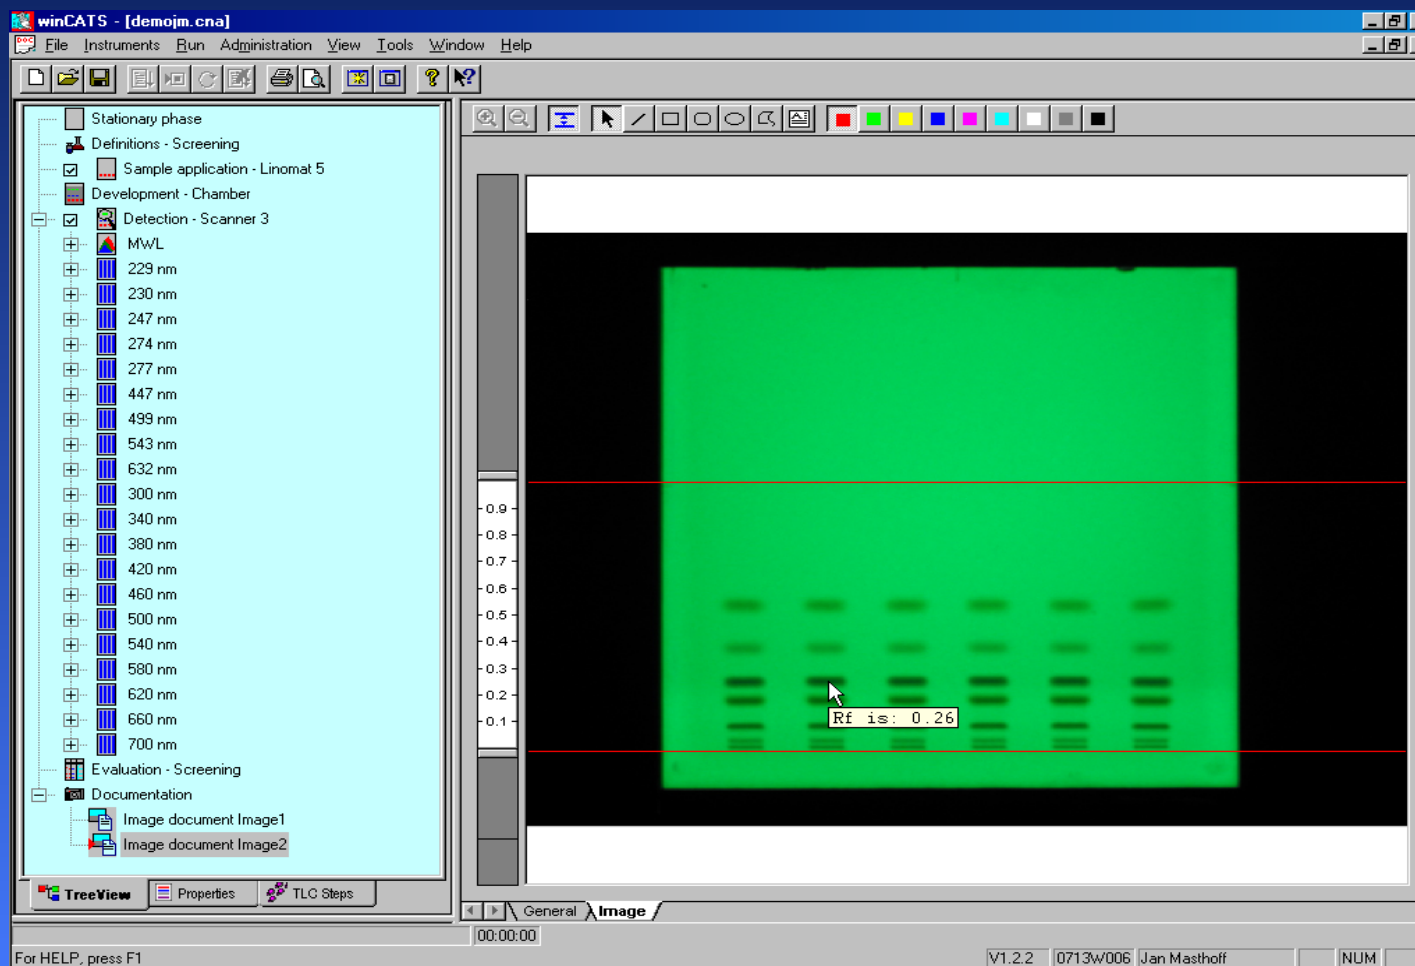 winCATS - [demojm.cna]
File Instruments Run Administration View Tools Window Help
Stationary phase
Definitions - Screening
Sample application - Linomat 5
Development - Chamber
Detection - Scanner 3
MWL
229 nm
230 nm
247 nm
274 nm
277 nm
447 nm
499 nm
543 nm
632 nm
300 nm
340 nm
380 nm
420 nm
460 nm
500 nm
540 nm
580 nm
620 nm
660 nm
700 nm
Evaluation - Screening
Documentation
Image document Image1
Image document Image2
TreeView Properties TLC Steps
0.9
0.8
0.7
0.6
0.5
0.4
0.3
0.2
0.1
Rf is: 0.26
General Image
00:00:00
For HELP, press F1 V1.2.2 0713W006 Jan Masthoff NUM